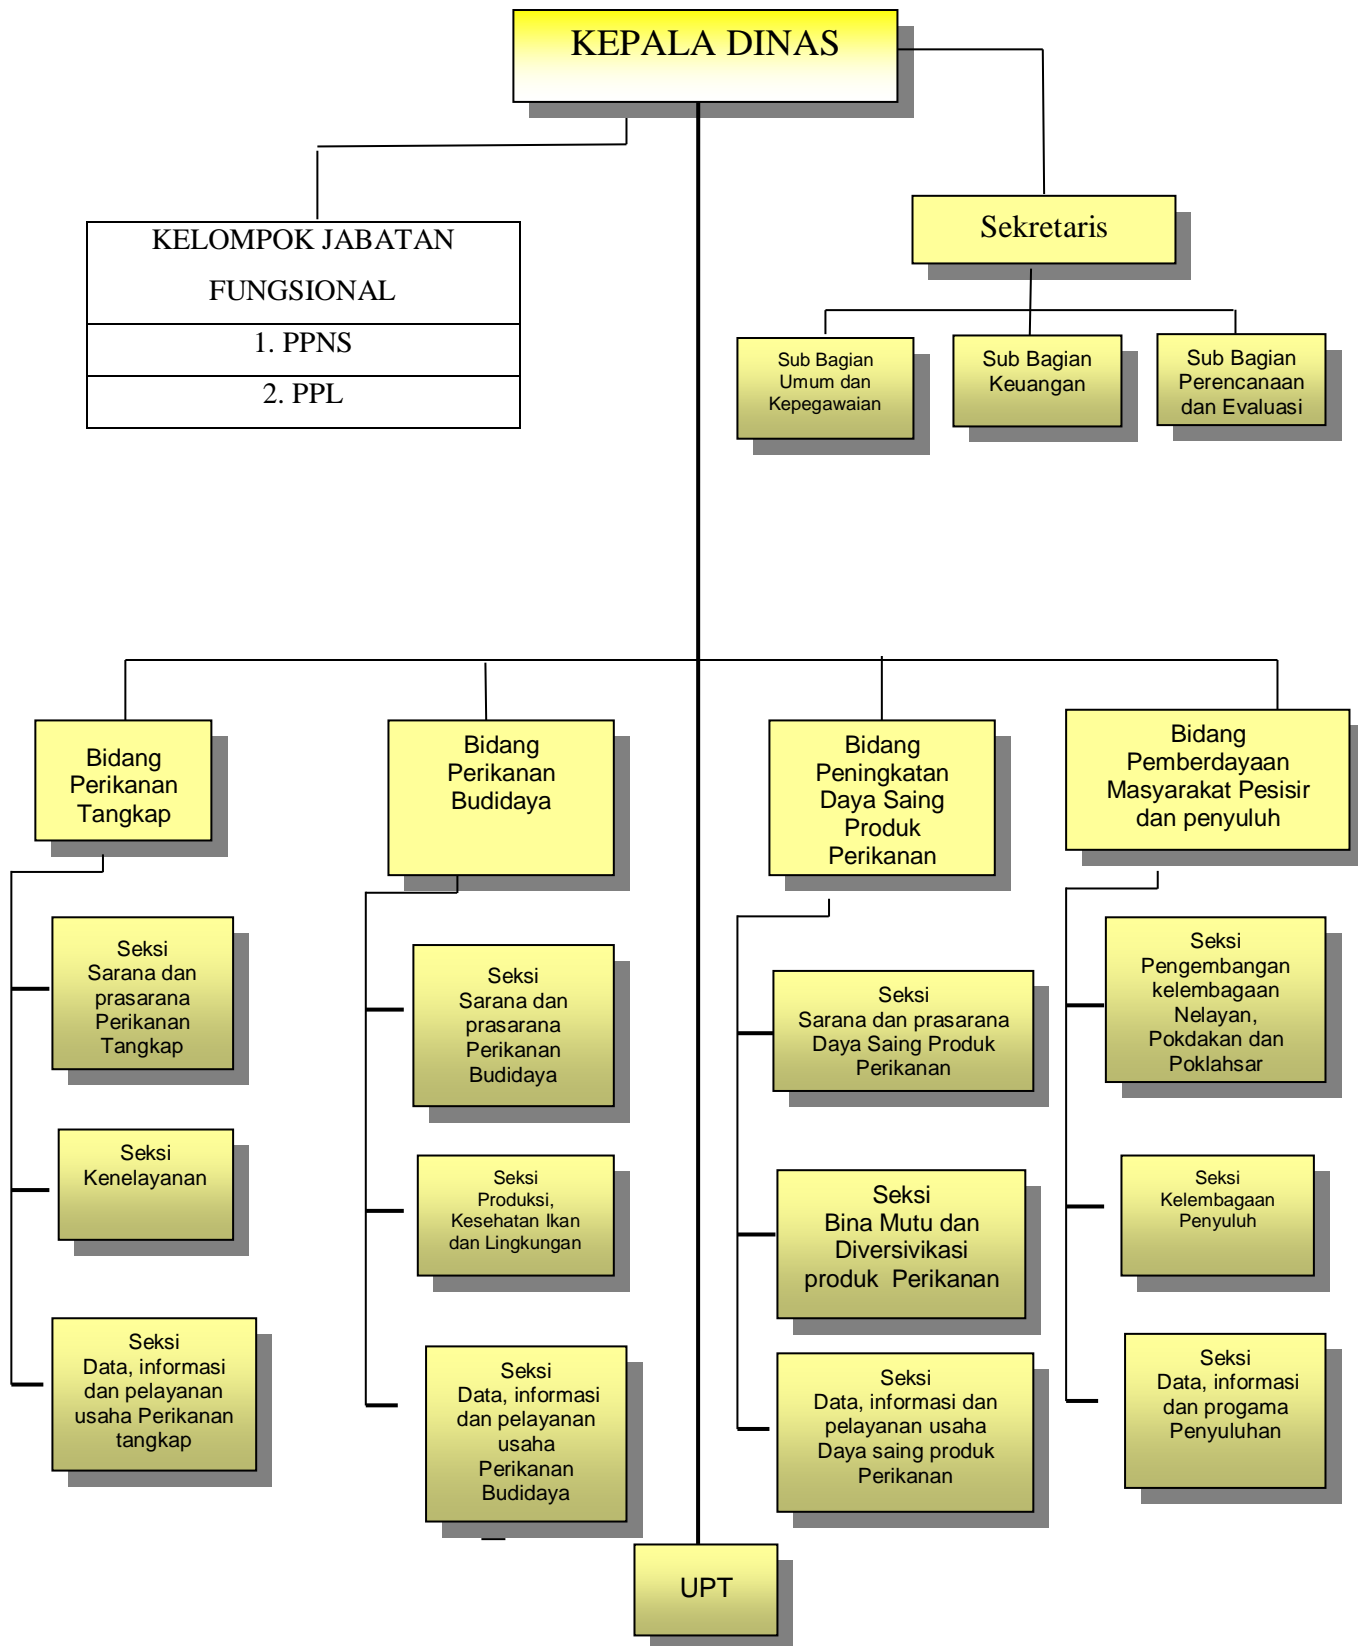 KEPALA DINAS
KELOMPOK JABATAN
FUNGSIONAL
1. PPNS
2. PPL
Sekretaris
Sub Bagian
Umum dan
Kepegawaian
Sub Bagian
Keuangan
Sub Bagian
Perencanaan
dan Evaluasi
Bidang
Perikanan
Tangkap
Bidang
Perikanan
Budidaya
Bidang
Peningkatan
Daya Saing
Produk
Perikanan
Bidang
Pemberdayaan
Masyarakat Pesisir
dan penyuluh
Seksi
Sarana dan
prasarana
Perikanan
Tangkap
Seksi
Sarana dan
prasarana
Perikanan
Budidaya
Seksi
Sarana dan prasarana
Daya Saing Produk
Perikanan
Seksi
Pengembangan
kelembagaan
Nelayan,
Pokdakan dan
Poklahsar
Seksi
Kenelayanan
Seksi
Produksi,
Kesehatan Ikan
dan Lingkungan
Seksi
Bina Mutu dan
Diversivikasi
produk Perikanan
Seksi
Kelembagaan
Penyuluh
Seksi
Data, informasi
dan pelayanan
usaha Perikanan
tangkap
Seksi
Data, informasi
dan pelayanan
usaha
Perikanan
Budidaya
Seksi
Data, informasi dan
pelayanan usaha
Daya saing produk
Perikanan
Seksi
Data, informasi
dan progama
Penyuluhan
UPT